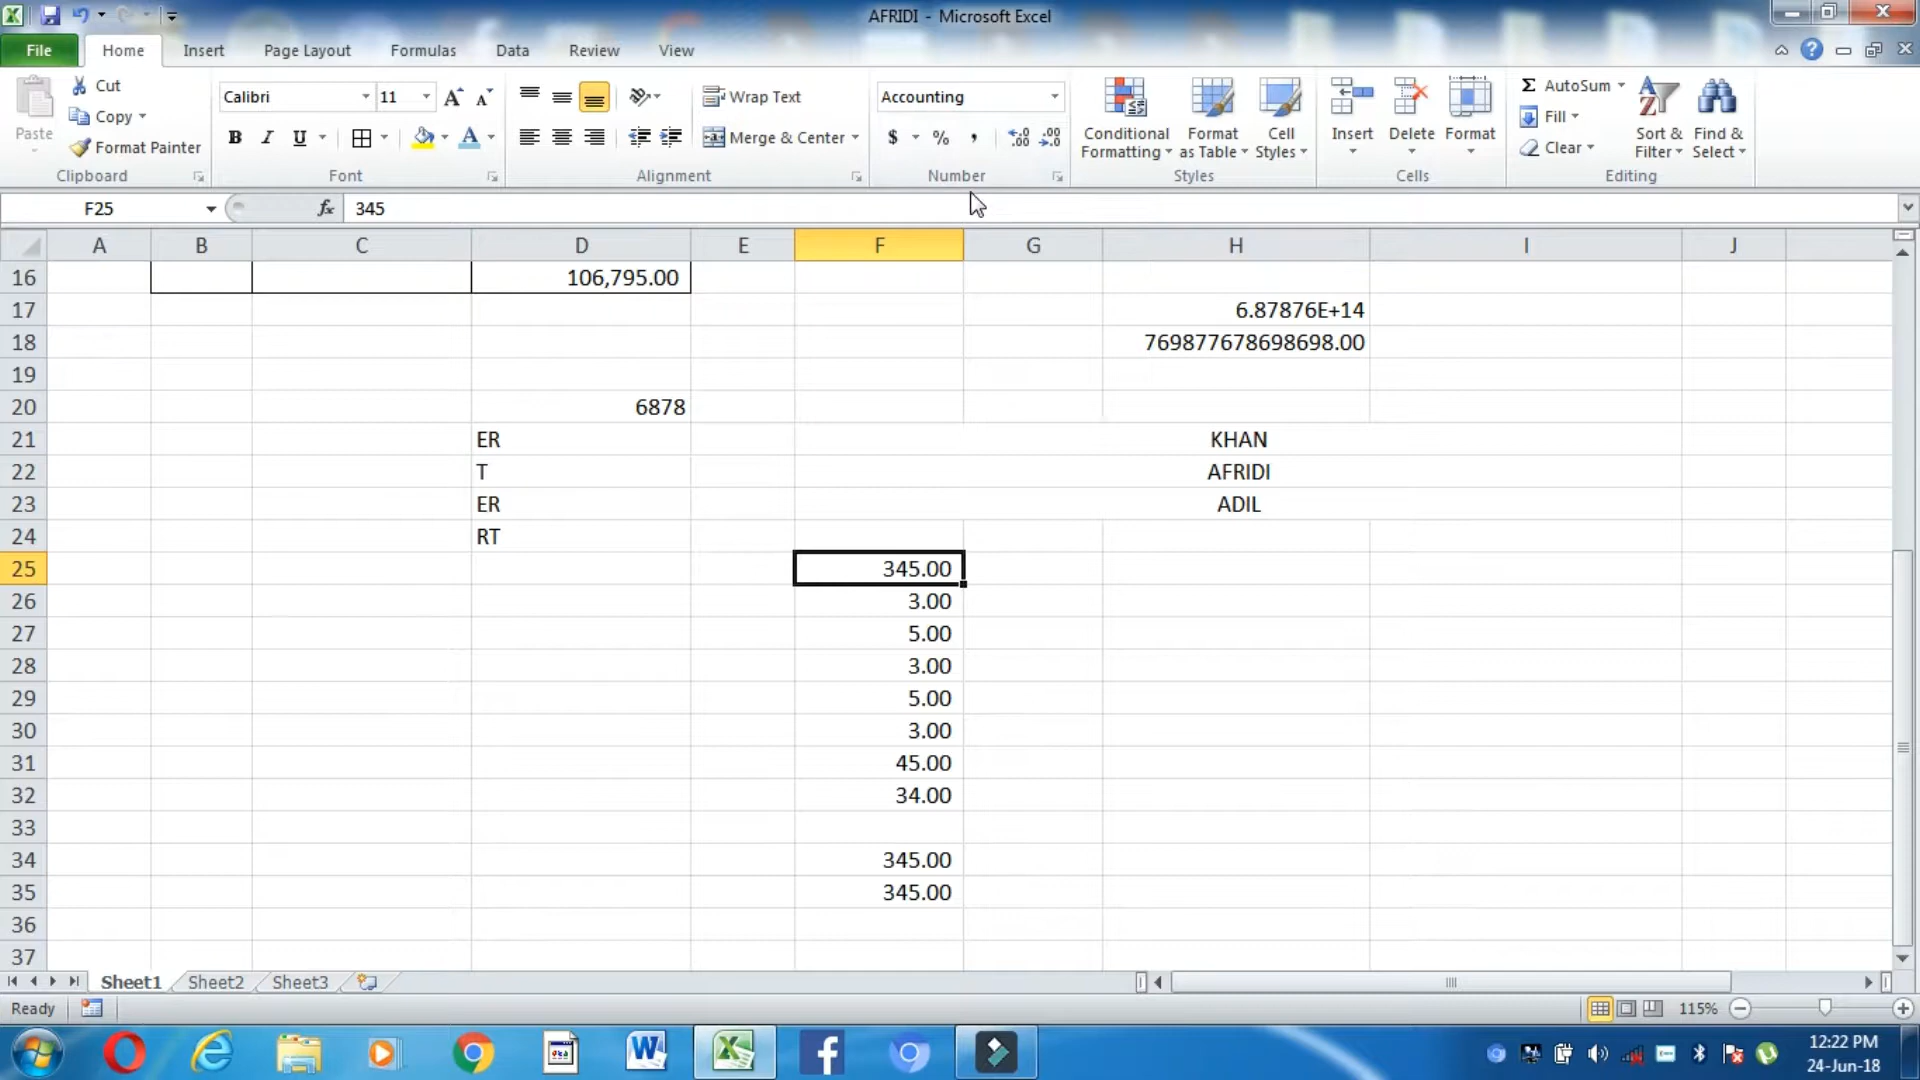 AFRIDI - Microsoft Excel
File Home Insert Page Layout Formulas Data Review View
Paste
Cut
Copy
Format Painter
Clipboard
Calibri 11
B I U
Font
Wrap Text
Merge & Center
Alignment
Accounting
$ % ,
Number
Conditional Formatting
Format as Table
Cell Styles
Styles
Insert Delete Format
Cells
Σ AutoSum
Fill
Clear
Sort & Filter
Find & Select
Editing
F25 fx 345
A B C D E F G H I J
16 106,795.00
17 6.87876E+14
18 769877678698698.00
19
20 6878
21 ER KHAN
22 T AFRIDI
23 ER ADIL
24 RT
25 345.00
26 3.00
27 5.00
28 3.00
29 5.00
30 3.00
31 45.00
32 34.00
33
34 345.00
35 345.00
36
37
Sheet1 Sheet2 Sheet3
Ready 115%
12:22 PM
24-Jun-18